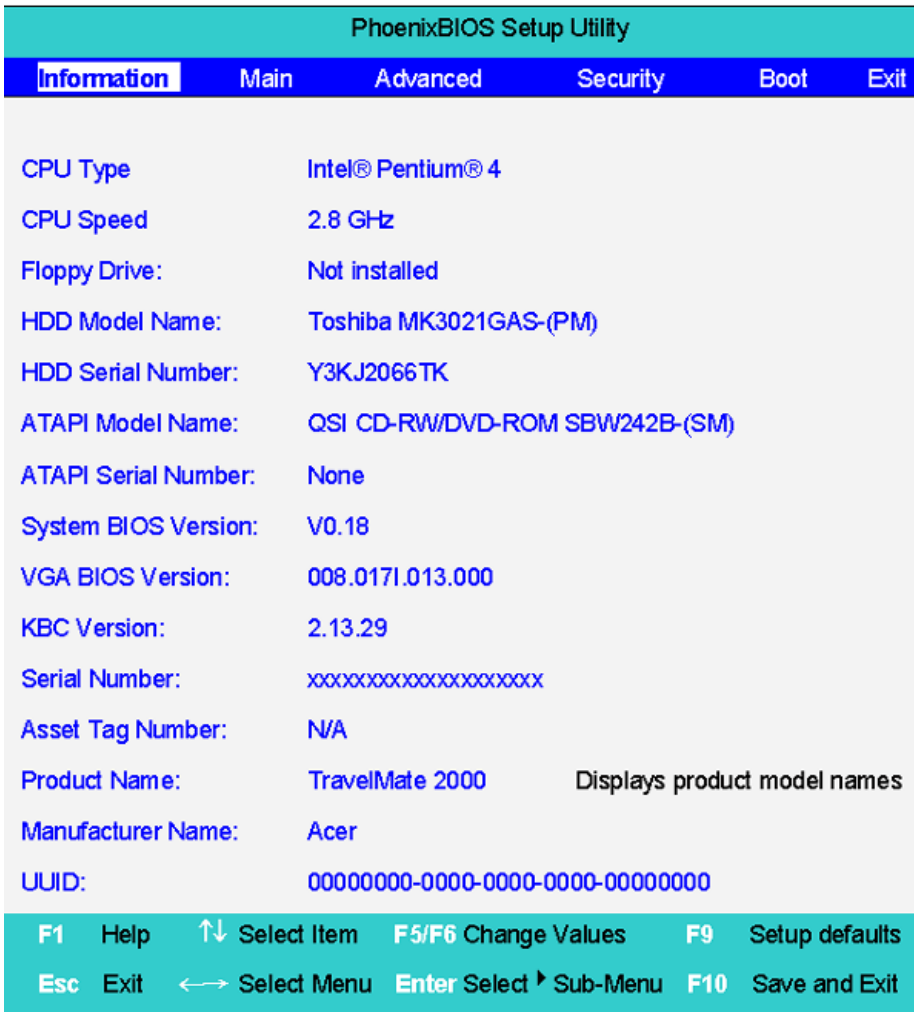 PhoenixBIOS Setup Utility
Information Main Advanced Security Boot Exit
CPU Type Intel® Pentium® 4
CPU Speed 2.8 GHz
Floppy Drive: Not installed
HDD Model Name: Toshiba MK3021GAS-(PM)
HDD Serial Number: Y3KJ2066TK
ATAPI Model Name: QSI CD-RW/DVD-ROM SBW242B-(SM)
ATAPI Serial Number: None
System BIOS Version: V0.18
VGA BIOS Version: 008.017I.013.000
KBC Version: 2.13.29
Serial Number: xxxxxxxxxxxxxxxxxxxx
Asset Tag Number: N/A
Product Name: TravelMate 2000 Displays product model names
Manufacturer Name: Acer
UUID: 00000000-0000-0000-0000-00000000
F1 Help ↑↓ Select Item F5/F6 Change Values F9 Setup defaults
Esc Exit ←→ Select Menu Enter Select ▸ Sub-Menu F10 Save and Exit